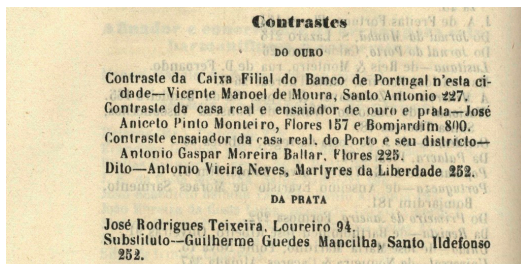 Contrastes
DO OURO
Contraste da Caixa Filial do Banco de Portugal n'esta ci-
dade—Vicente Manoel de Moura, Santo Antonio 227.
Contraste da casa real e ensaiador de ouro e prata—José
Aniceto Pinto Monteiro, Flores 157 e Bomjardim 800.
Contraste ensaiador da casa real, do Porto e seu districto—
Antonio Gaspar Moreira Ballar, Flores 225.
Dito—Antonio Vieira Neves, Martyres da Liberdade 252.
DA PRATA
José Rodrigues Teixeira, Loureiro 94.
Substituto—Guilherme Guedes Mancilha, Santo Ildefonso
252.